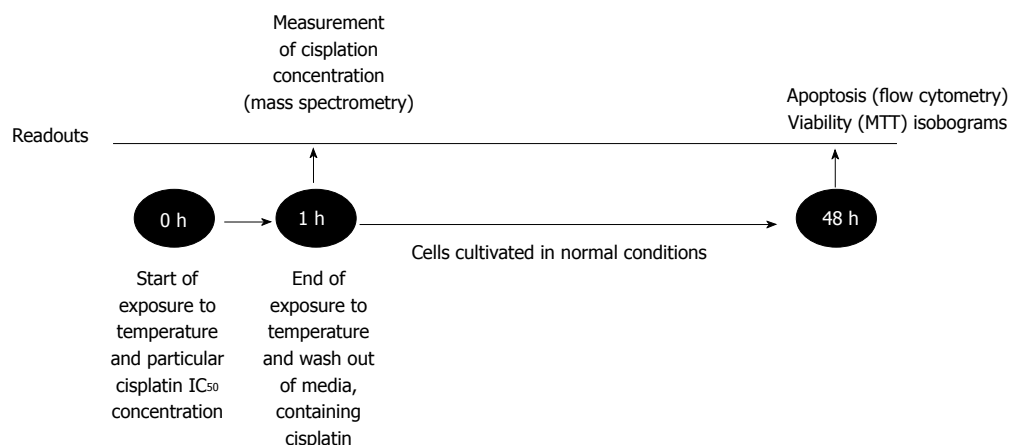 Measurement
of cisplation
concentration
(mass spectrometry)
Apoptosis (flow cytometry)
Viability (MTT) isobograms
Readouts
0 h
1 h
48 h
Cells cultivated in normal conditions
Start of
exposure to
temperature
and particular
cisplatin IC50
concentration
End of
exposure to
temperature
and wash out
of media,
containing
cisplatin